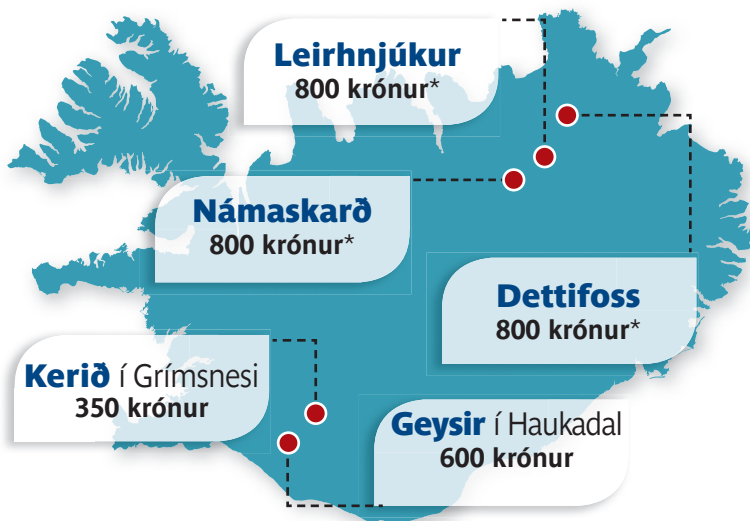 Leirhnjúkur
800 krónur*
Námaskarð
800 krónur*
Dettifoss
800 krónur*
Kerið í Grímsnesi
350 krónur
Geysir í Haukadal
600 krónur